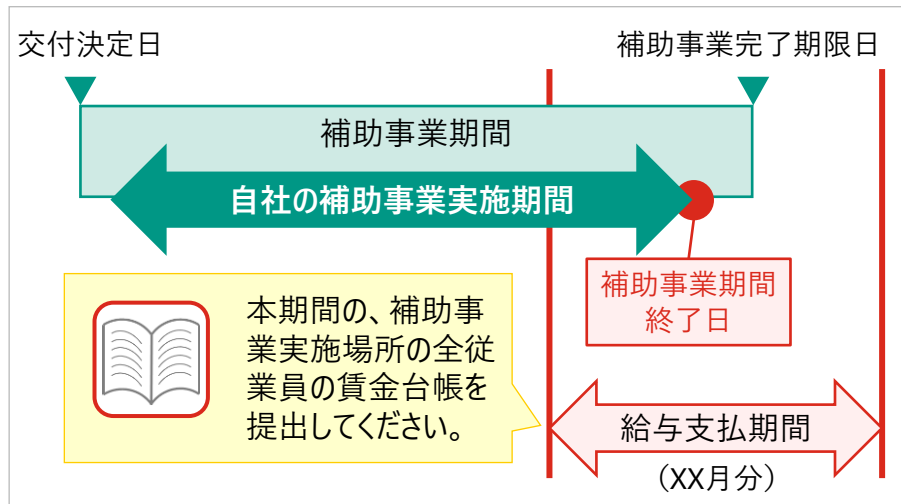 交付決定日
補助事業完了期限日
補助事業期間
自社の補助事業実施期間
補助事業期間
終了日
本期間の、補助事
業実施場所の全従
業員の賃金台帳を
提出してください。
給与支払期間
（XX月分）